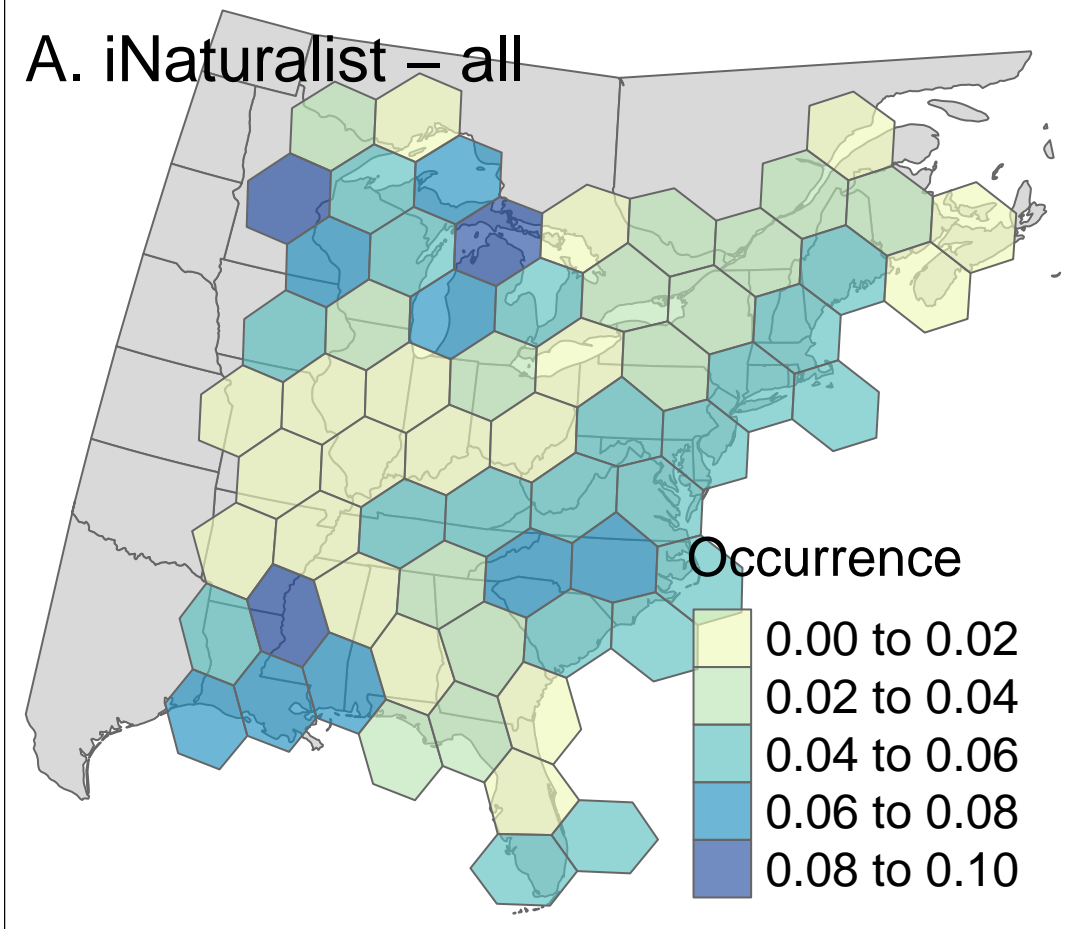 A. iNaturalist – all
Occurrence
0.00 to 0.02
0.02 to 0.04
0.04 to 0.06
0.06 to 0.08
0.08 to 0.10